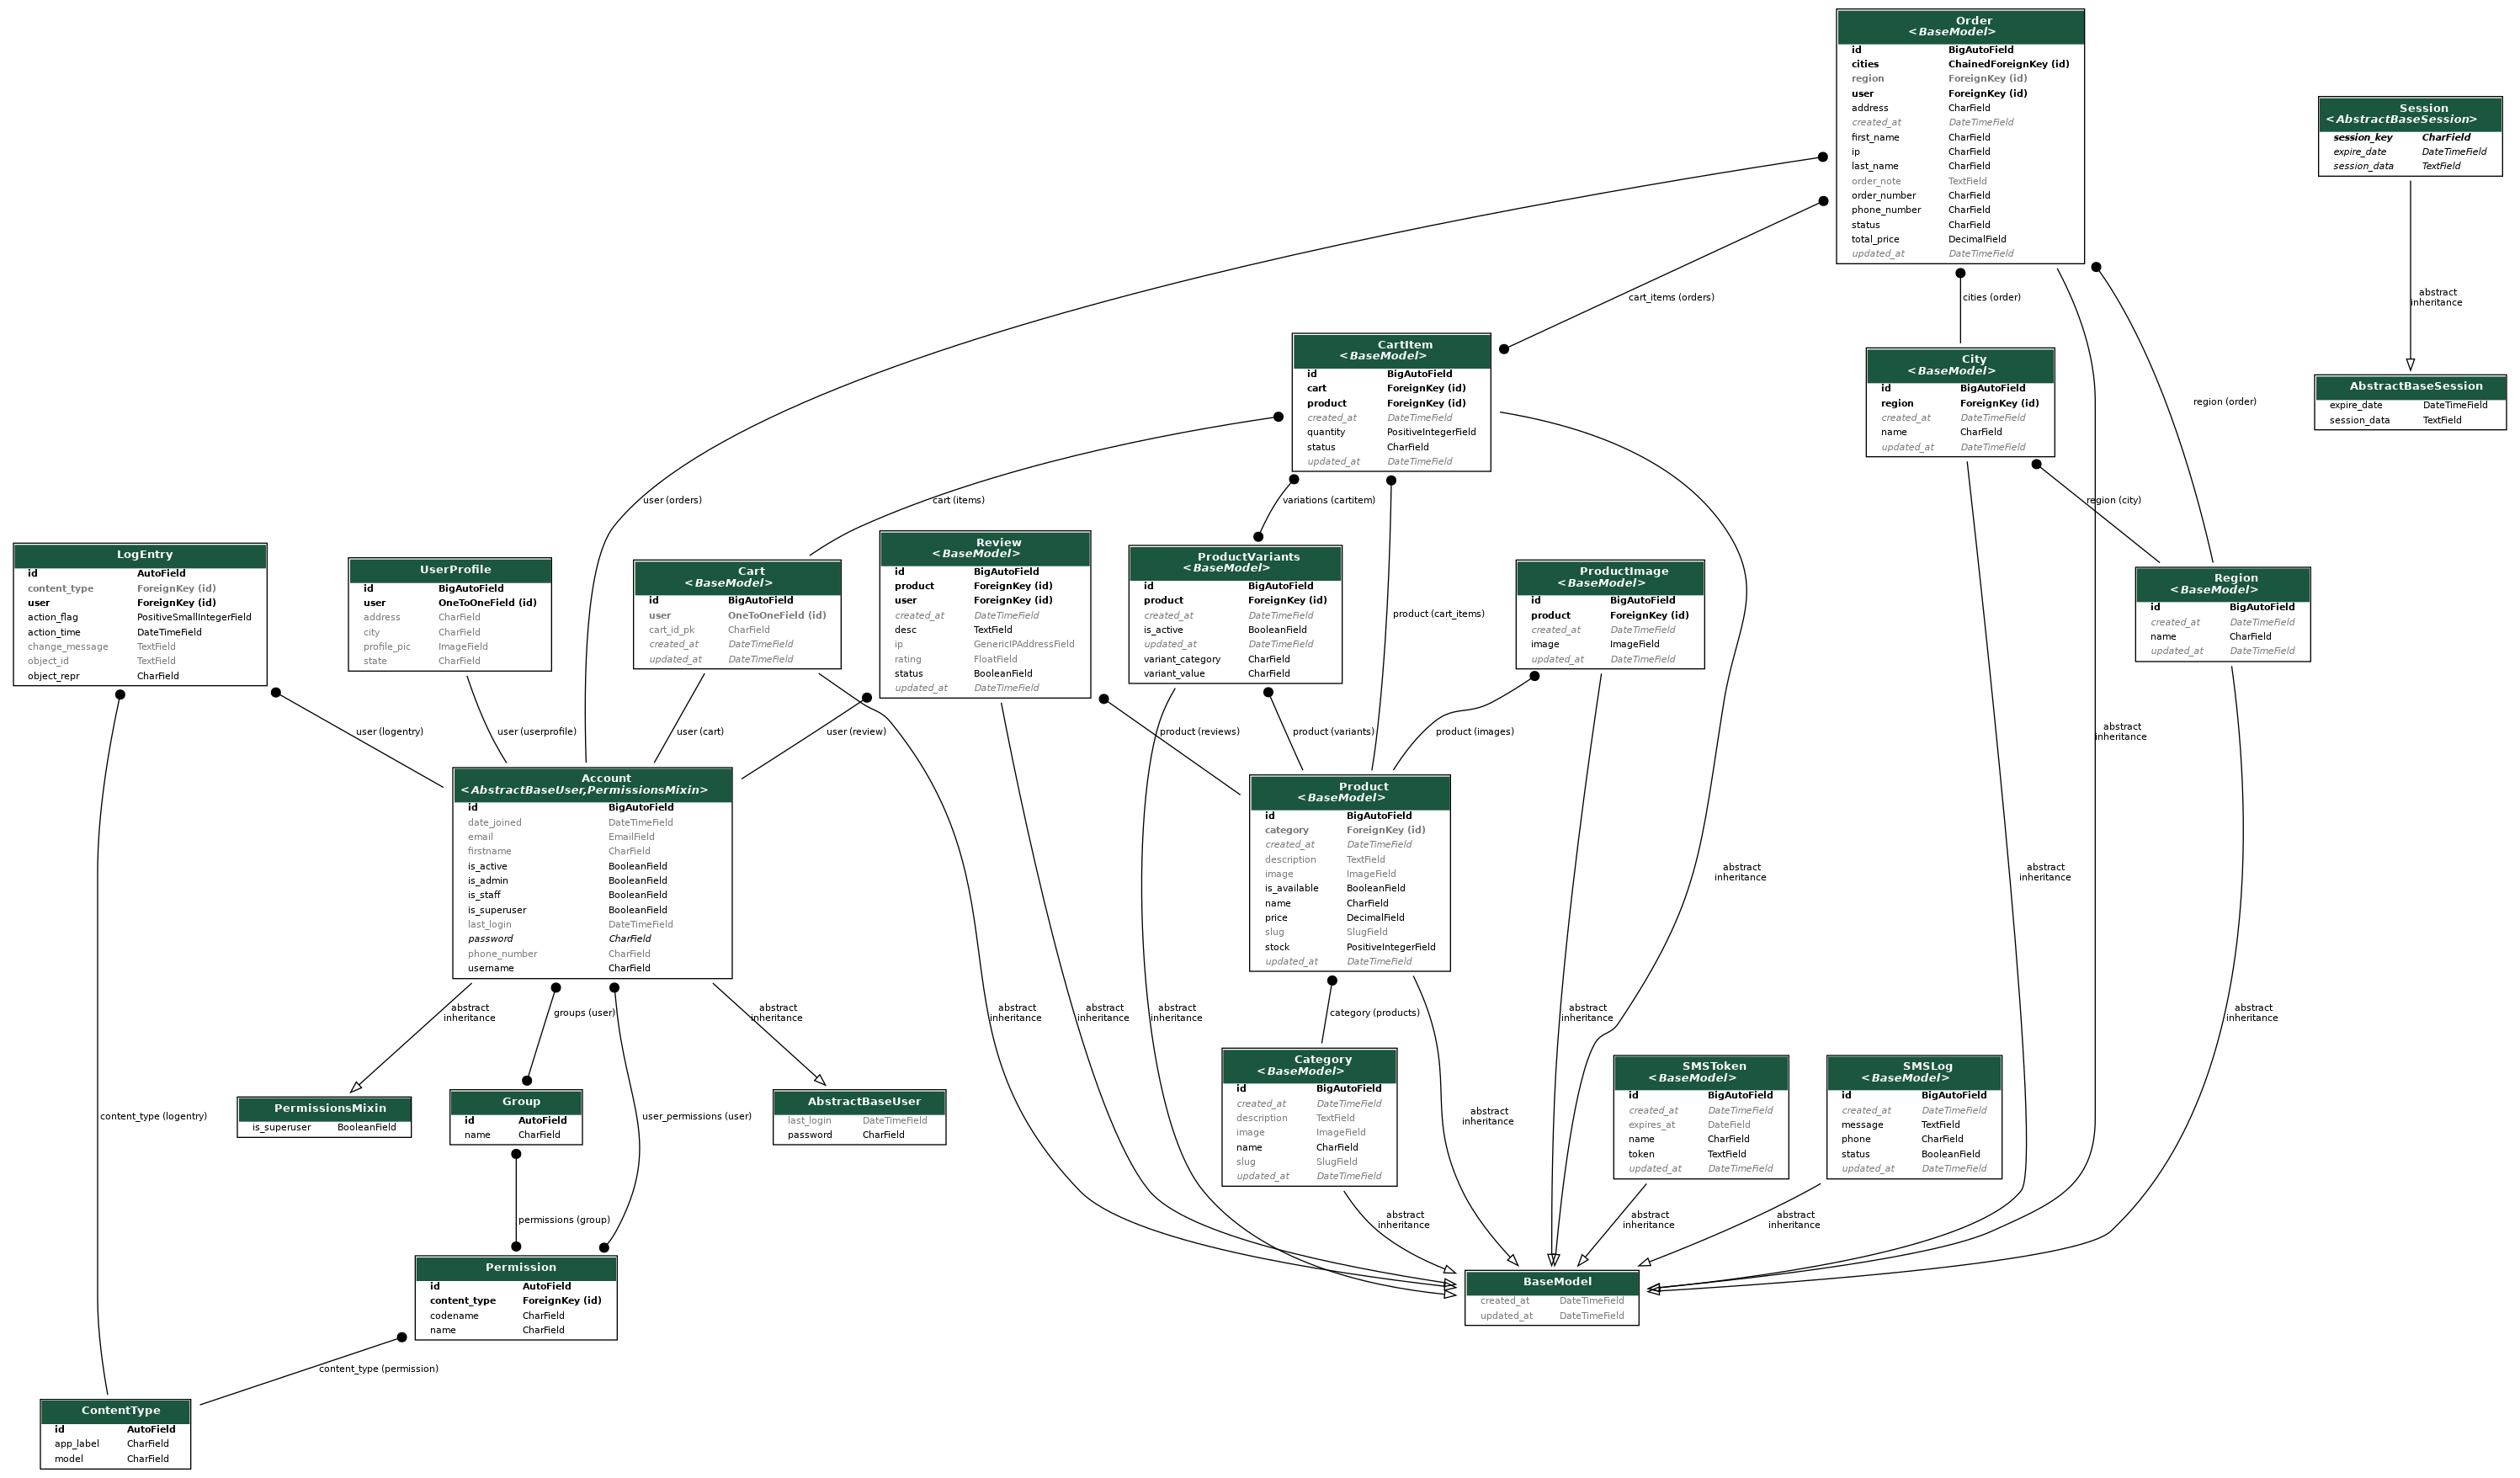 Order
<BaseModel>
id BigAutoField
cities ChainedForeignKey (id)
region ForeignKey (id)
user ForeignKey (id)
address CharField
created_at DateTimeField
first_name CharField
ip CharField
last_name CharField
order_note TextField
order_number CharField
phone_number CharField
status CharField
total_price DecimalField
updated_at DateTimeField
Session
<AbstractBaseSession>
session_key CharField
expire_date DateTimeField
session_data TextField
cart_items (orders)
cities (order)
abstract
inheritance
CartItem
<BaseModel>
id BigAutoField
cart ForeignKey (id)
product ForeignKey (id)
created_at DateTimeField
quantity PositiveIntegerField
status CharField
updated_at DateTimeField
City
<BaseModel>
id BigAutoField
region ForeignKey (id)
created_at DateTimeField
name CharField
updated_at DateTimeField
region (order)
AbstractBaseSession
expire_date DateTimeField
session_data TextField
user (orders)
cart (items)
variations (cartitem)
region (city)
LogEntry
id AutoField
content_type ForeignKey (id)
user ForeignKey (id)
action_flag PositiveSmallIntegerField
action_time DateTimeField
change_message TextField
object_id TextField
object_repr CharField
UserProfile
id BigAutoField
user OneToOneField (id)
address CharField
city CharField
profile_pic ImageField
state CharField
Cart
<BaseModel>
id BigAutoField
user OneToOneField (id)
cart_id_pk CharField
created_at DateTimeField
updated_at DateTimeField
Review
<BaseModel>
id BigAutoField
product ForeignKey (id)
user ForeignKey (id)
created_at DateTimeField
desc TextField
ip GenericIPAddressField
rating FloatField
status BooleanField
updated_at DateTimeField
ProductVariants
<BaseModel>
id BigAutoField
product ForeignKey (id)
created_at DateTimeField
is_active BooleanField
updated_at DateTimeField
variant_category CharField
variant_value CharField
product (cart_items)
ProductImage
<BaseModel>
id BigAutoField
product ForeignKey (id)
created_at DateTimeField
image ImageField
updated_at DateTimeField
Region
<BaseModel>
id BigAutoField
created_at DateTimeField
name CharField
updated_at DateTimeField
user (logentry)
user (userprofile)
user (cart)
user (review)
product (reviews)
product (variants)
product (images)
abstract
inheritance
Account
<AbstractBaseUser,PermissionsMixin>
id BigAutoField
date_joined DateTimeField
email EmailField
firstname CharField
is_active BooleanField
is_admin BooleanField
is_staff BooleanField
is_superuser BooleanField
last_login DateTimeField
password CharField
phone_number CharField
username CharField
Product
<BaseModel>
id BigAutoField
category ForeignKey (id)
created_at DateTimeField
description TextField
image ImageField
is_available BooleanField
name CharField
price DecimalField
slug SlugField
stock PositiveIntegerField
updated_at DateTimeField
abstract
inheritance
abstract
inheritance
abstract
inheritance
groups (user)
abstract
inheritance
abstract
inheritance
abstract
inheritance
abstract
inheritance
category (products)
abstract
inheritance
abstract
inheritance
content_type (logentry)
PermissionsMixin
is_superuser BooleanField
Group
id AutoField
name CharField
user_permissions (user)
AbstractBaseUser
last_login DateTimeField
password CharField
Category
<BaseModel>
id BigAutoField
created_at DateTimeField
description TextField
image ImageField
name CharField
slug SlugField
updated_at DateTimeField
abstract
inheritance
SMSToken
<BaseModel>
id BigAutoField
created_at DateTimeField
expires_at DateField
name CharField
token TextField
updated_at DateTimeField
SMSLog
<BaseModel>
id BigAutoField
created_at DateTimeField
message TextField
phone CharField
status BooleanField
updated_at DateTimeField
permissions (group)
abstract
inheritance
abstract
inheritance
abstract
inheritance
Permission
id AutoField
content_type ForeignKey (id)
codename CharField
name CharField
BaseModel
created_at DateTimeField
updated_at DateTimeField
content_type (permission)
ContentType
id AutoField
app_label CharField
model CharField